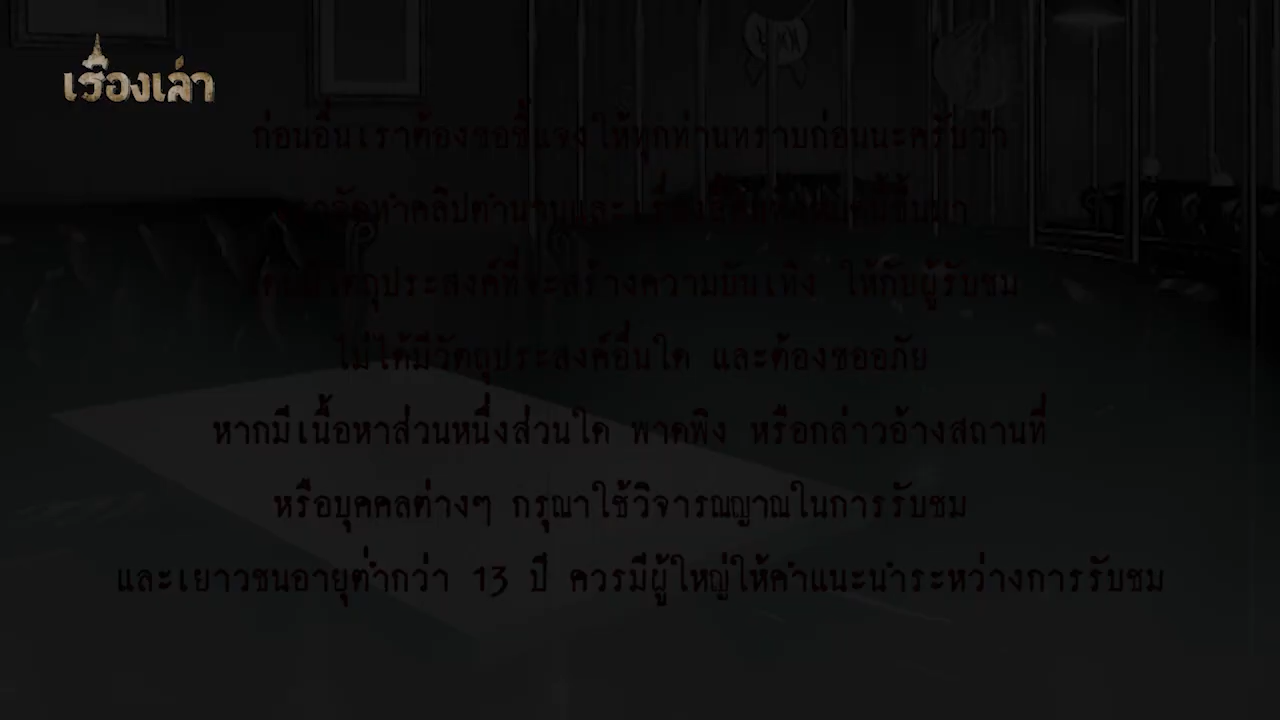 เรื่องเล่า
ก่อนอื่นเราต้องขอชี้แจงให้ทุกท่านทราบก่อนนะครับว่า
จัดทำคลิปตำนานและ
วัตถุประสงค์ที่จะสร้างความบันเทิง ให้กับผู้รับชม
ไม่ได้มีวัตถุประสงค์อื่นใด และต้องขออภัย
หากมีเนื้อหาส่วนหนึ่งส่วนใด พาดพิง หรือกล่าวอ้างสถานที่
หรือบุคคลต่างๆ กรุณาใช้วิจารณญาณในการรับชม
และเยาวชนอายุต่ำกว่า 13 ปี ควรมีผู้ใหญ่ให้คำแนะนำระหว่างการรับชม